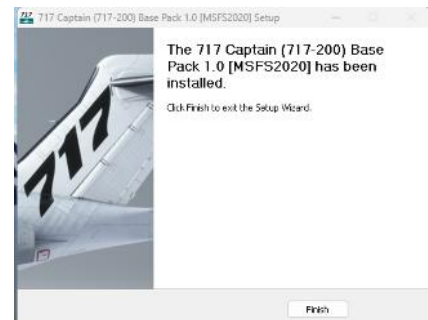 717 Captain (717-200) Base Pack 1.0 [MSFS2020] Setup
The 717 Captain (717-200) Base
Pack 1.0 [MSFS2020] has been
installed.
Click Finish to exit the Setup Wizard.
717
Finish